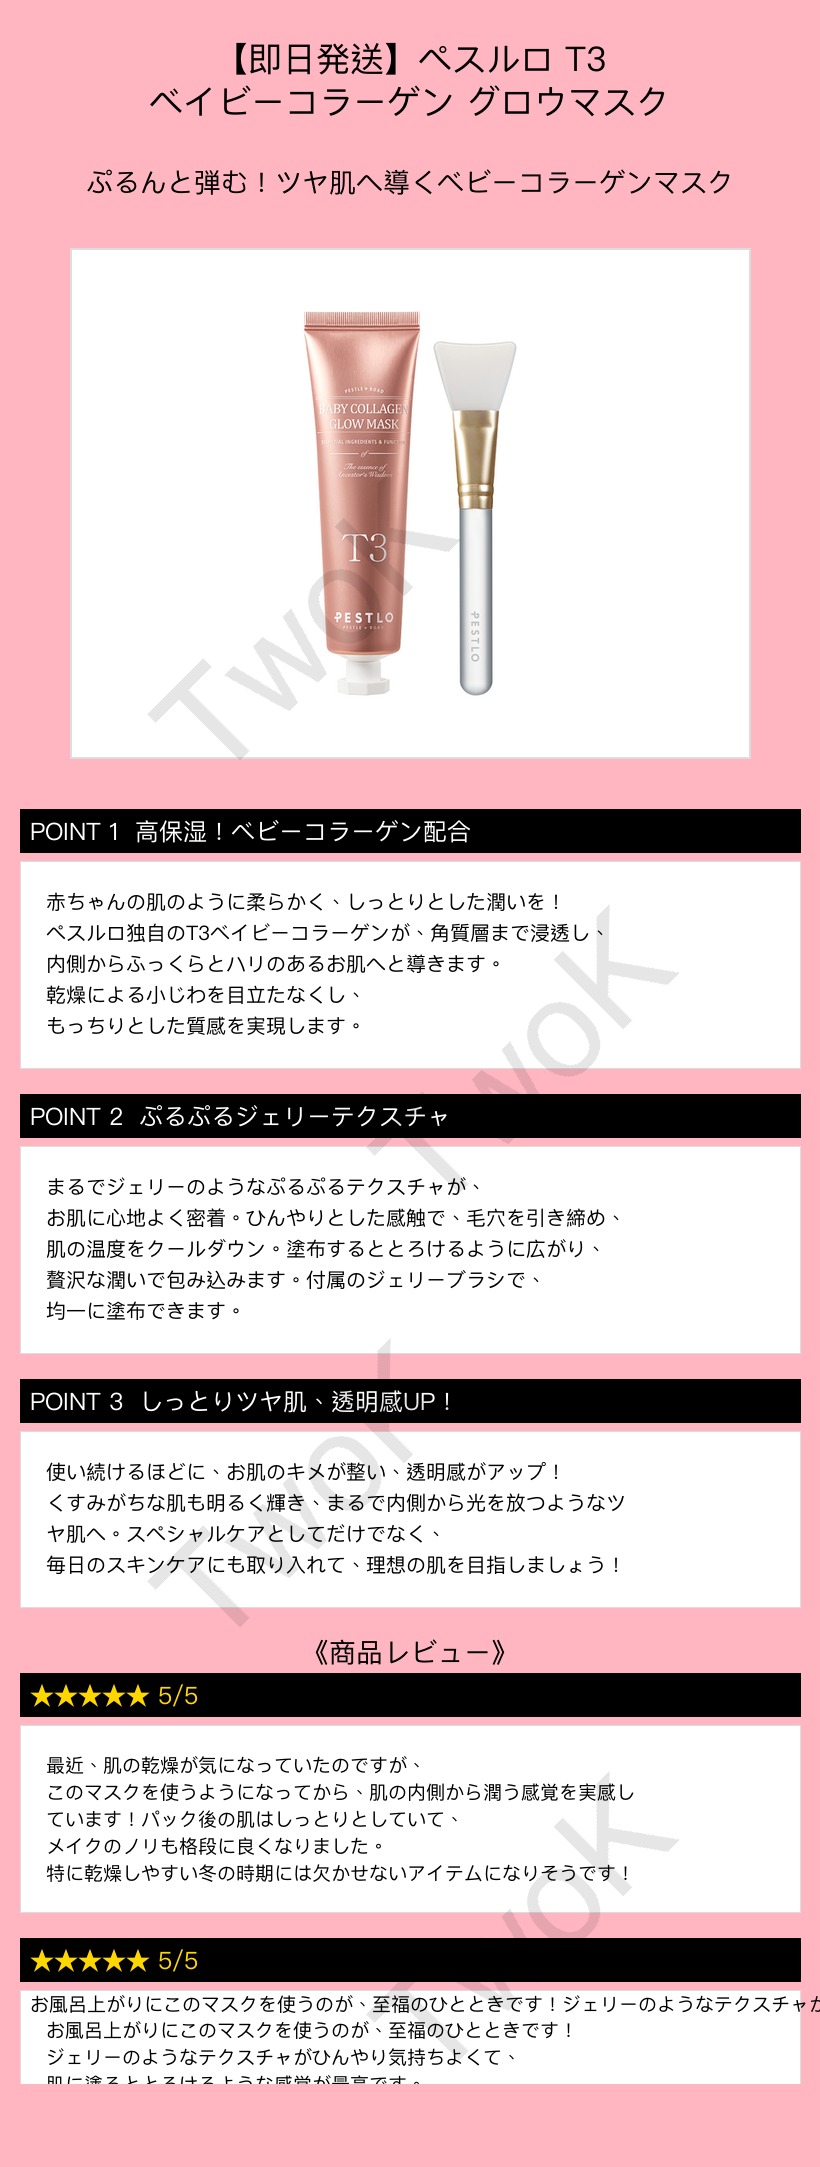 【即日発送】ペスルロ T3
ベイビーコラーゲン グロウマスク
ぷるんと弾む！ツヤ肌へ導くベビーコラーゲンマスク
PESTLE + ROAD
BABY COLLAGEN
GLOW MASK
of
The essence of
Ancestor's Wisdom
T3
PESTLO
PESTLO
TwoK
POINT 1 高保湿！ベビーコラーゲン配合
赤ちゃんの肌のように柔らかく、しっとりとした潤いを！
ペスルロ独自のT3ベイビーコラーゲンが、角質層まで浸透し、
内側からふっくらとハリのあるお肌へと導きます。
乾燥による小じわを目立たなくし、
もっちりとした質感を実現します。
TwoK
POINT 2 ぷるぷるジェリーテクスチャ
まるでジェリーのようなぷるぷるテクスチャが、
お肌に心地よく密着。ひんやりとした感触で、毛穴を引き締め、
肌の温度をクールダウン。塗布するととろけるように広がり、
贅沢な潤いで包み込みます。付属のジェリーブラシで、
均一に塗布できます。
POINT 3 しっとりツヤ肌、透明感UP！
使い続けるほどに、お肌のキメが整い、透明感がアップ！
くすみがちな肌も明るく輝き、まるで内側から光を放つようなツ
ヤ肌へ。スペシャルケアとしてだけでなく、
毎日のスキンケアにも取り入れて、理想の肌を目指しましょう！
TwoK
《商品レビュー》
★★★★★ 5/5
最近、肌の乾燥が気になっていたのですが、
このマスクを使うようになってから、肌の内側から潤う感覚を実感し
ています！パック後の肌はしっとりとしていて、
メイクのノリも格段に良くなりました。
特に乾燥しやすい冬の時期には欠かせないアイテムになりそうです！
TwoK
★★★★★ 5/5
お風呂上がりにこのマスクを使うのが、至福のひとときです！ジェリーのようなテクスチャが
お風呂上がりにこのマスクを使うのが、至福のひとときです！
ジェリーのようなテクスチャがひんやり気持ちよくて、
肌に塗るととろけるような感覚が最高です。